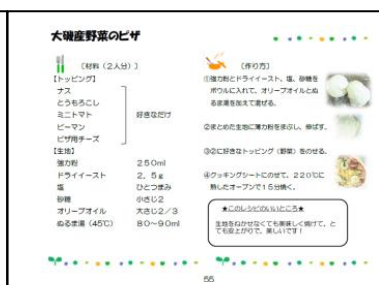 大磯産野菜のピザ
［材料（2人分）］
【トッピング】
ナス
とうもろこし
ミニトマト
好きなだけ
ピーマン
ピザ用チーズ
【生地】
強力粉 250ml
ドライイースト 2．5g
塩 ひとつまみ
砂糖 小さじ2
オリーブオイル 大さじ2／3
ぬるま湯（45℃） 80～90ml
［作り方］
①強力粉とドライイースト、塩、砂糖を
ボウルに入れて、オリーブオイルとぬ
るま湯を加えて混ぜる。
②まとめた生地に薄力粉をまぶし、伸ばす。
③②に好きなトッピング（野菜）をのせる。
④クッキングシートにのせて、220℃に
熱したオーブンで15分焼く。
★このレシピのいいところ★
生地をねかせなくても美味しく焼けて、と
ても仕上がりが、美しいです！
55